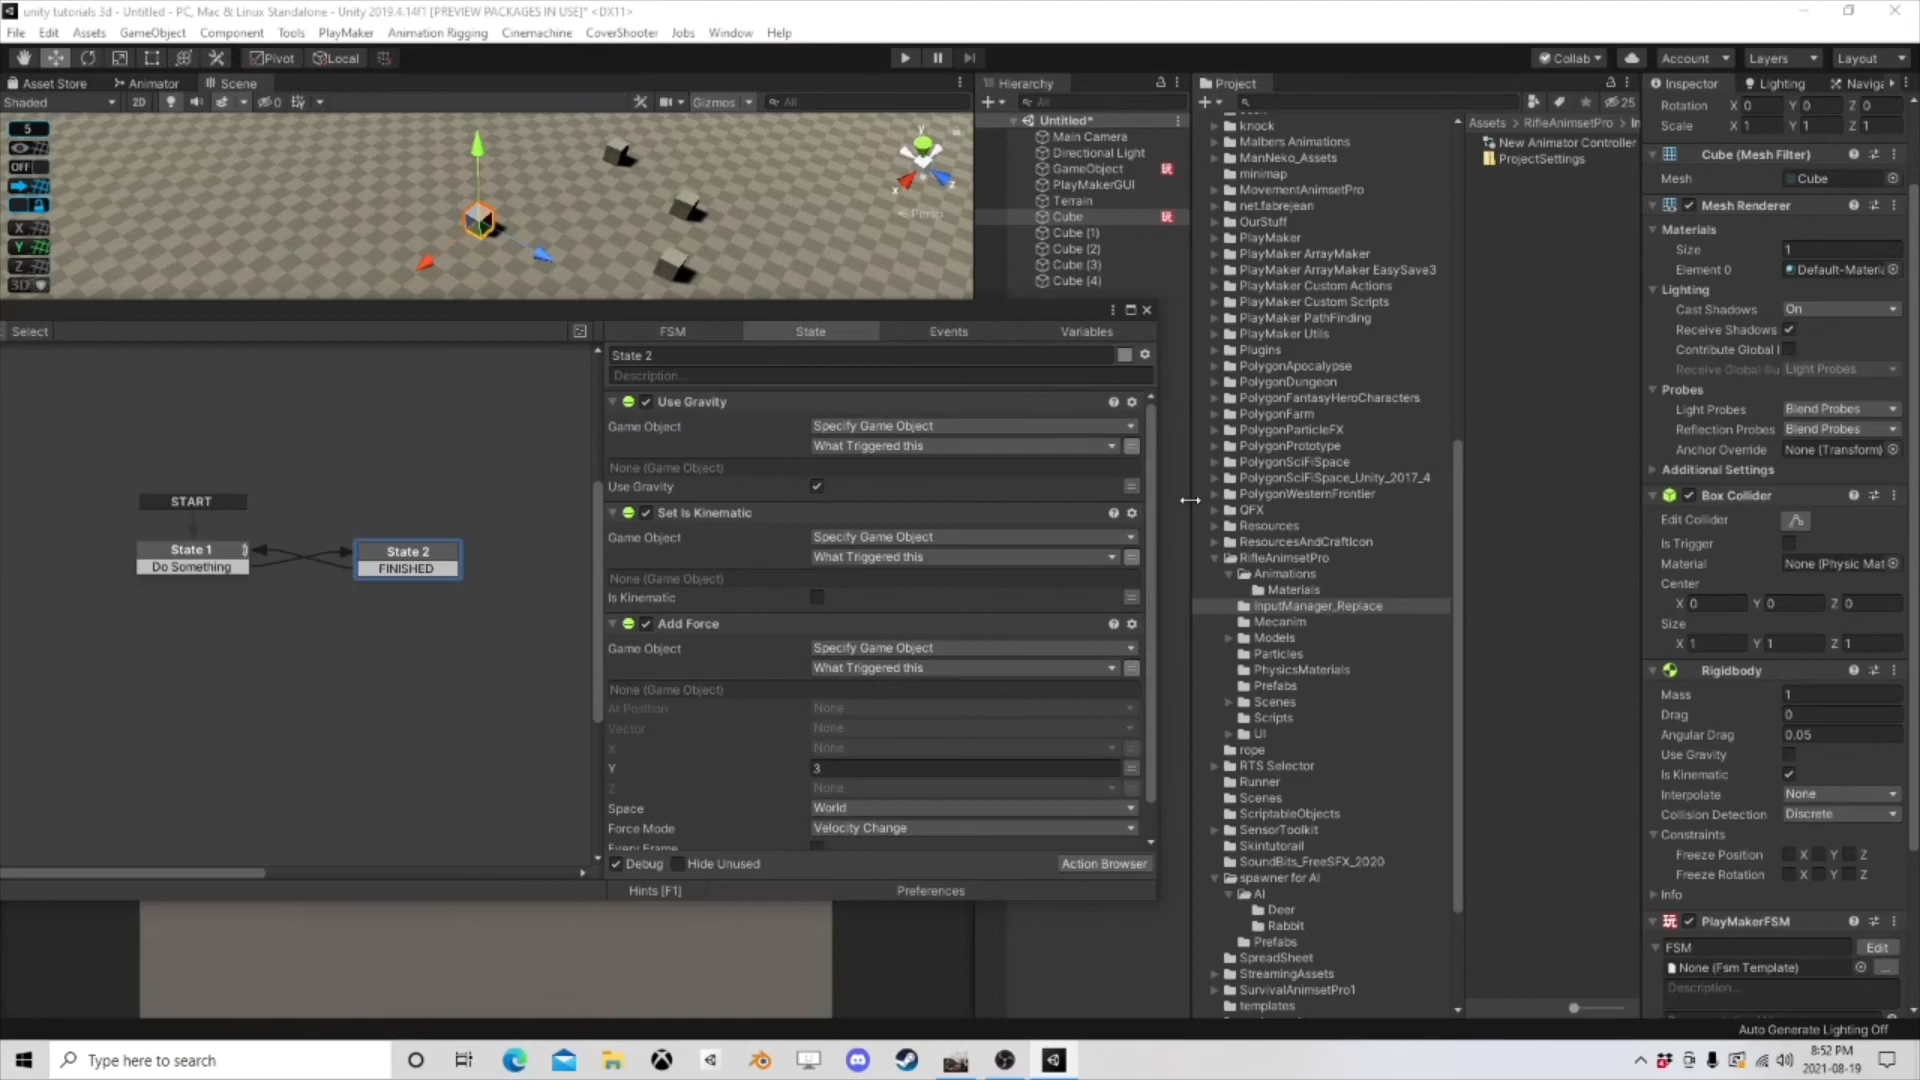 unity tutorials 3d - Untitled - PC, Mac & Linux Standalone - Unity 2019.4.14f1 [PREVIEW PACKAGES IN USE]* <DX11>
File Edit Assets GameObject Component Tools PlayMaker Animation Rigging Cinemachine CoverShooter Jobs Window Help
Pivot Local Collab Account Layers Layout
Asset Store Animator Scene
Shaded 2D 0 Gizmos All
5
OFF
X
Y
Z
3D
y
x
z
Persp
Hierarchy
All
Untitled*
Main Camera
Directional Light
GameObject
PlayMakerGUI
Terrain
Cube
Cube (1)
Cube (2)
Cube (3)
Cube (4)
Select
START
State 1
Do Something
State 2
FINISHED
FSM State Events Variables
State 2
Description...
Use Gravity
Game Object Specify Game Object
What Triggered this
None (Game Object)
Use Gravity
Set Is Kinematic
Game Object Specify Game Object
What Triggered this
None (Game Object)
Is Kinematic
Add Force
Game Object Specify Game Object
What Triggered this
None (Game Object)
At Position None
Vector None
X None
Y 3
Z None
Space World
Force Mode Velocity Change
Every Frame
Debug Hide Unused Action Browser
Hints [F1] Preferences
Project
25
knock
Malbers Animations
ManNeko_Assets
minimap
MovementAnimsetPro
net.fabrejean
OurStuff
PlayMaker
PlayMaker ArrayMaker
PlayMaker ArrayMaker EasySave3
PlayMaker Custom Actions
PlayMaker Custom Scripts
PlayMaker PathFinding
PlayMaker Utils
Plugins
PolygonApocalypse
PolygonDungeon
PolygonFantasyHeroCharacters
PolygonFarm
PolygonParticleFX
PolygonPrototype
PolygonSciFiSpace
PolygonSciFiSpace_Unity_2017_4
PolygonWesternFrontier
QFX
Resources
ResourcesAndCraftIcon
RifleAnimsetPro
Animations
Materials
InputManager_Replace
Mecanim
Models
Particles
PhysicsMaterials
Prefabs
Scenes
Scripts
UI
rope
RTS Selector
Runner
Scenes
ScriptableObjects
SensorToolkit
Skintutorail
SoundBits_FreeSFX_2020
spawner for AI
AI
Deer
Rabbit
Prefabs
SpreadSheet
StreamingAssets
SurvivalAnimsetPro1
templates
Assets > RifleAnimsetPro > In
New Animator Controller
ProjectSettings
Inspector Lighting Naviga
Rotation X 0 Y 0 Z 0
Scale X 1 Y 1 Z 1
Cube (Mesh Filter)
Mesh Cube
Mesh Renderer
Materials
Size 1
Element 0 Default-Materia
Lighting
Cast Shadows On
Receive Shadows
Contribute Global I
Receive Global Illu Light Probes
Probes
Light Probes Blend Probes
Reflection Probes Blend Probes
Anchor Override None (Transform)
Additional Settings
Box Collider
Edit Collider
Is Trigger
Material None (Physic Mat
Center
X 0 Y 0 Z 0
Size
X 1 Y 1 Z 1
Rigidbody
Mass 1
Drag 0
Angular Drag 0.05
Use Gravity
Is Kinematic
Interpolate None
Collision Detection Discrete
Constraints
Freeze Position X Y Z
Freeze Rotation X Y Z
Info
PlayMakerFSM
FSM Edit
None (Fsm Template) ...
Description...
Auto Generate Lighting Off
Type here to search
8:52 PM
2021-08-19